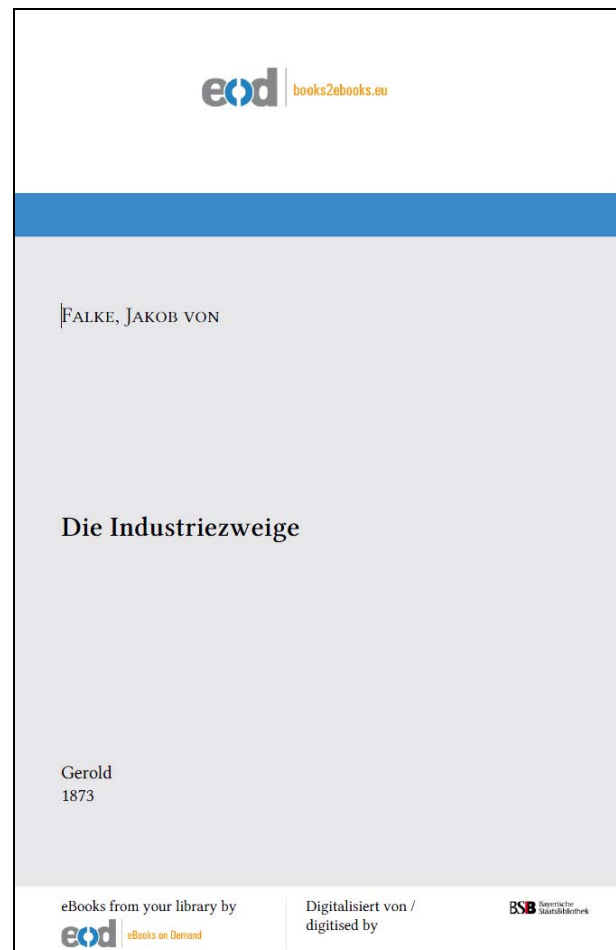 eod books2ebooks.eu
FALKE, JAKOB VON
Die Industriezweige
Gerold
1873
eBooks from your library by
eod eBooks on Demand
Digitalisiert von /
digitised by
BSB Bayerische
StaatsBibliothek